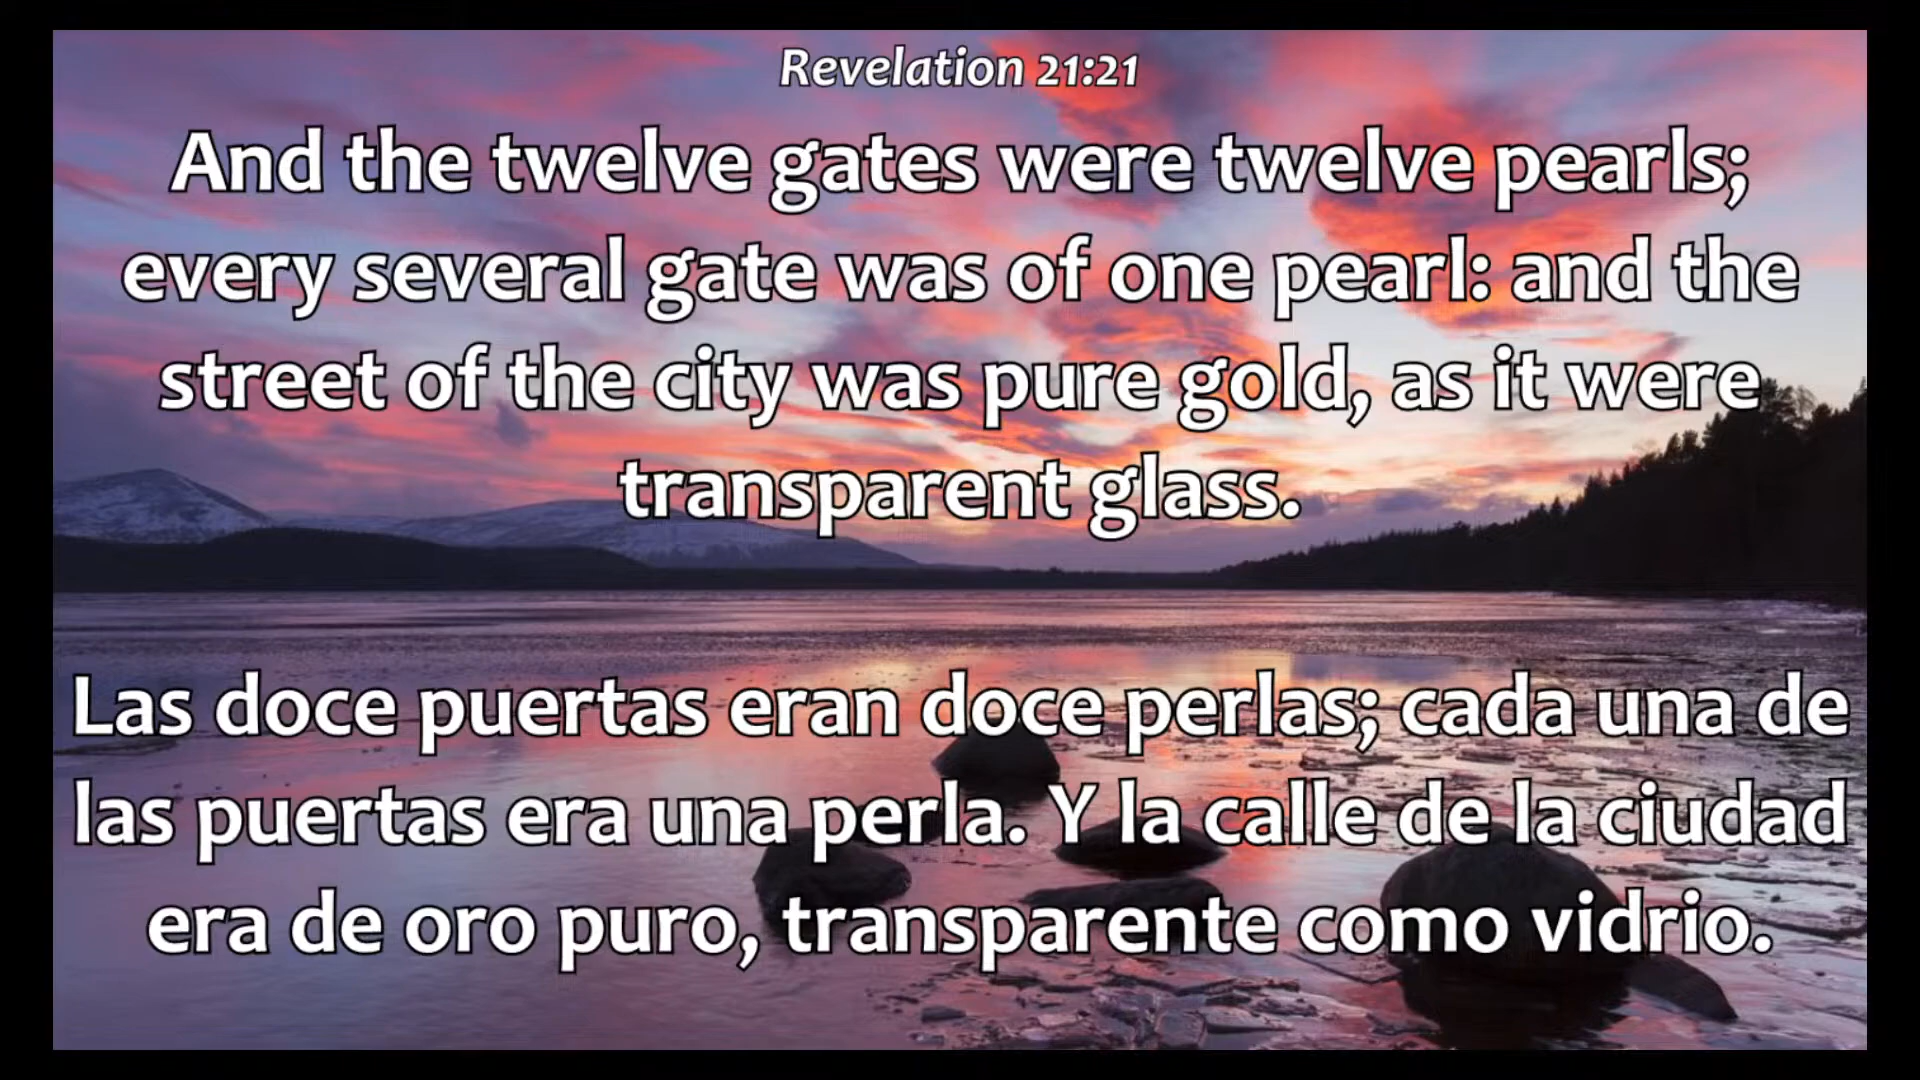 Revelation 21:21
And the twelve gates were twelve pearls;
every several gate was of one pearl: and the
street of the city was pure gold, as it were
transparent glass.
Las doce puertas eran doce perlas; cada una de
las puertas era una perla. Y la calle de la ciudad
era de oro puro, transparente como vidrio.